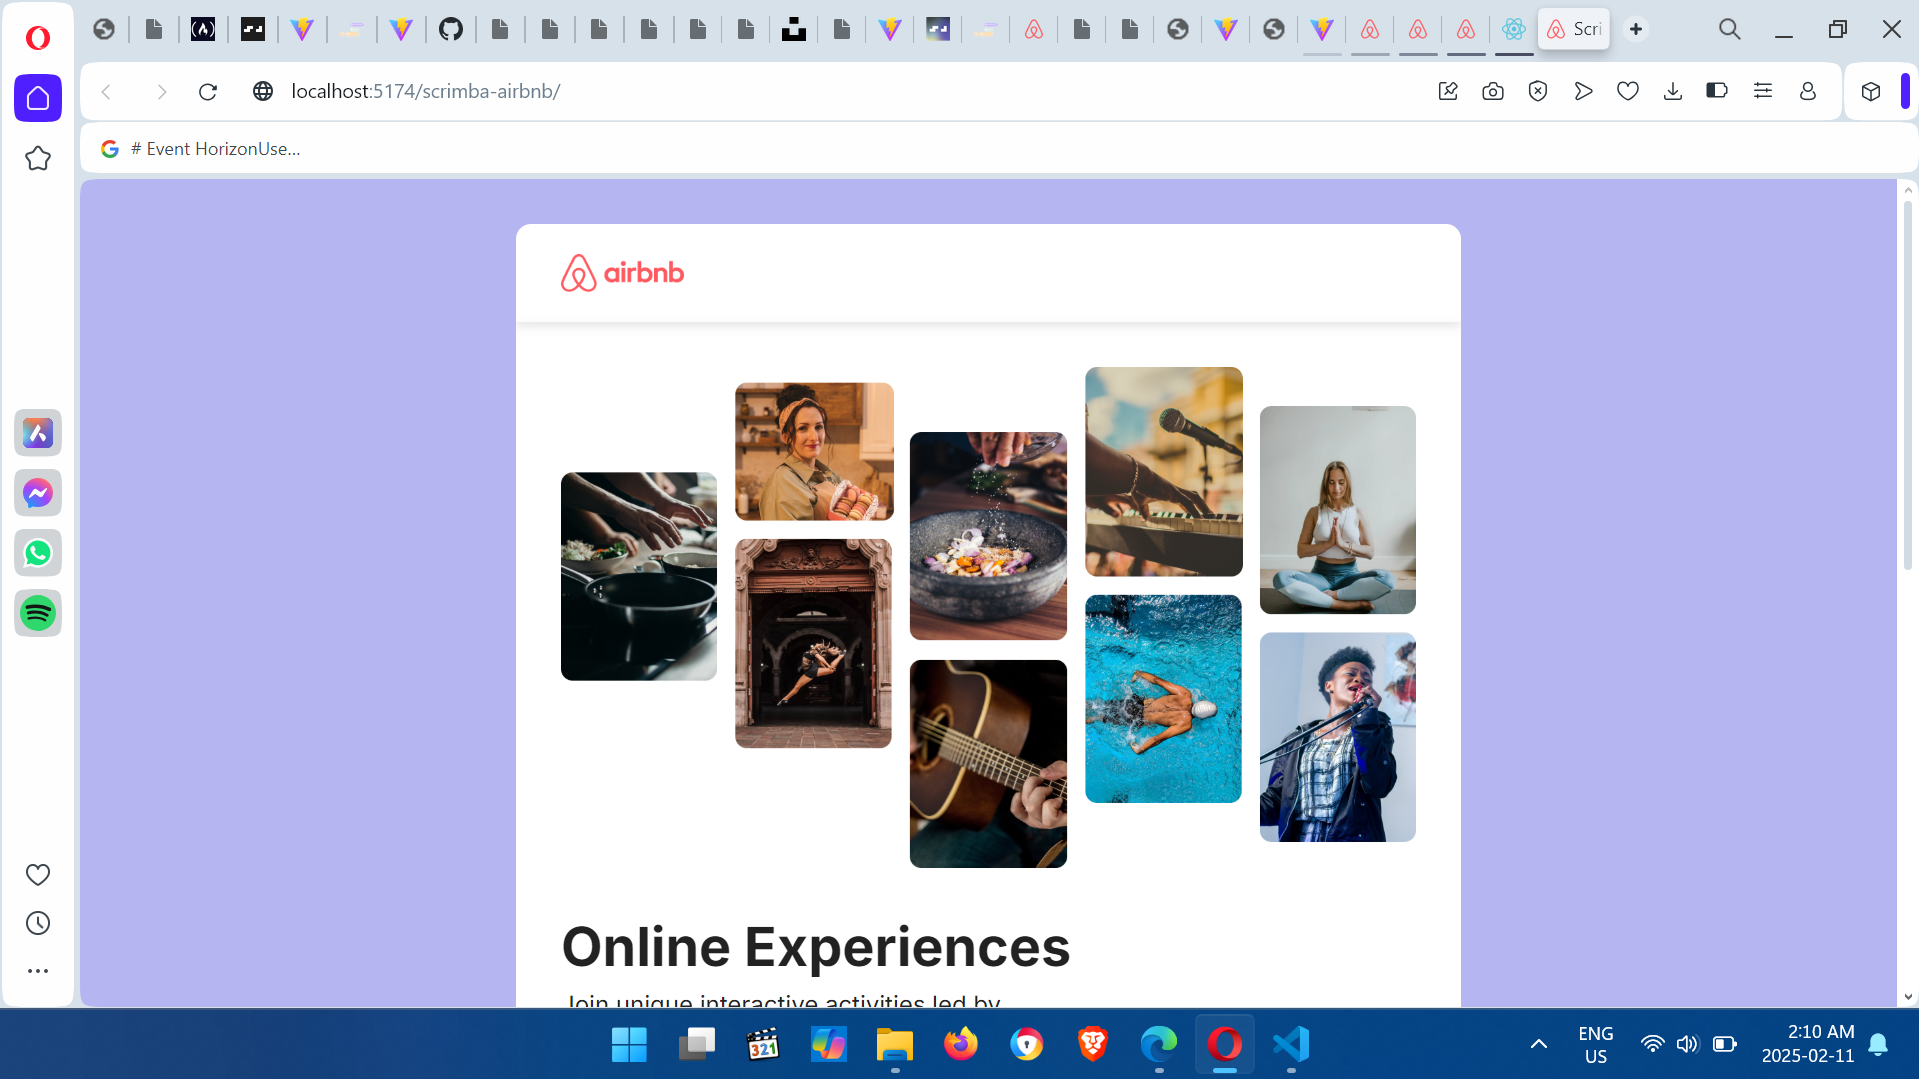 Scri
localhost:5174/scrimba-airbnb/
# Event HorizonUse...
airbnb
Online Experiences
Join unique interactive activities led by
321
ENG
US
2:10 AM
2025-02-11